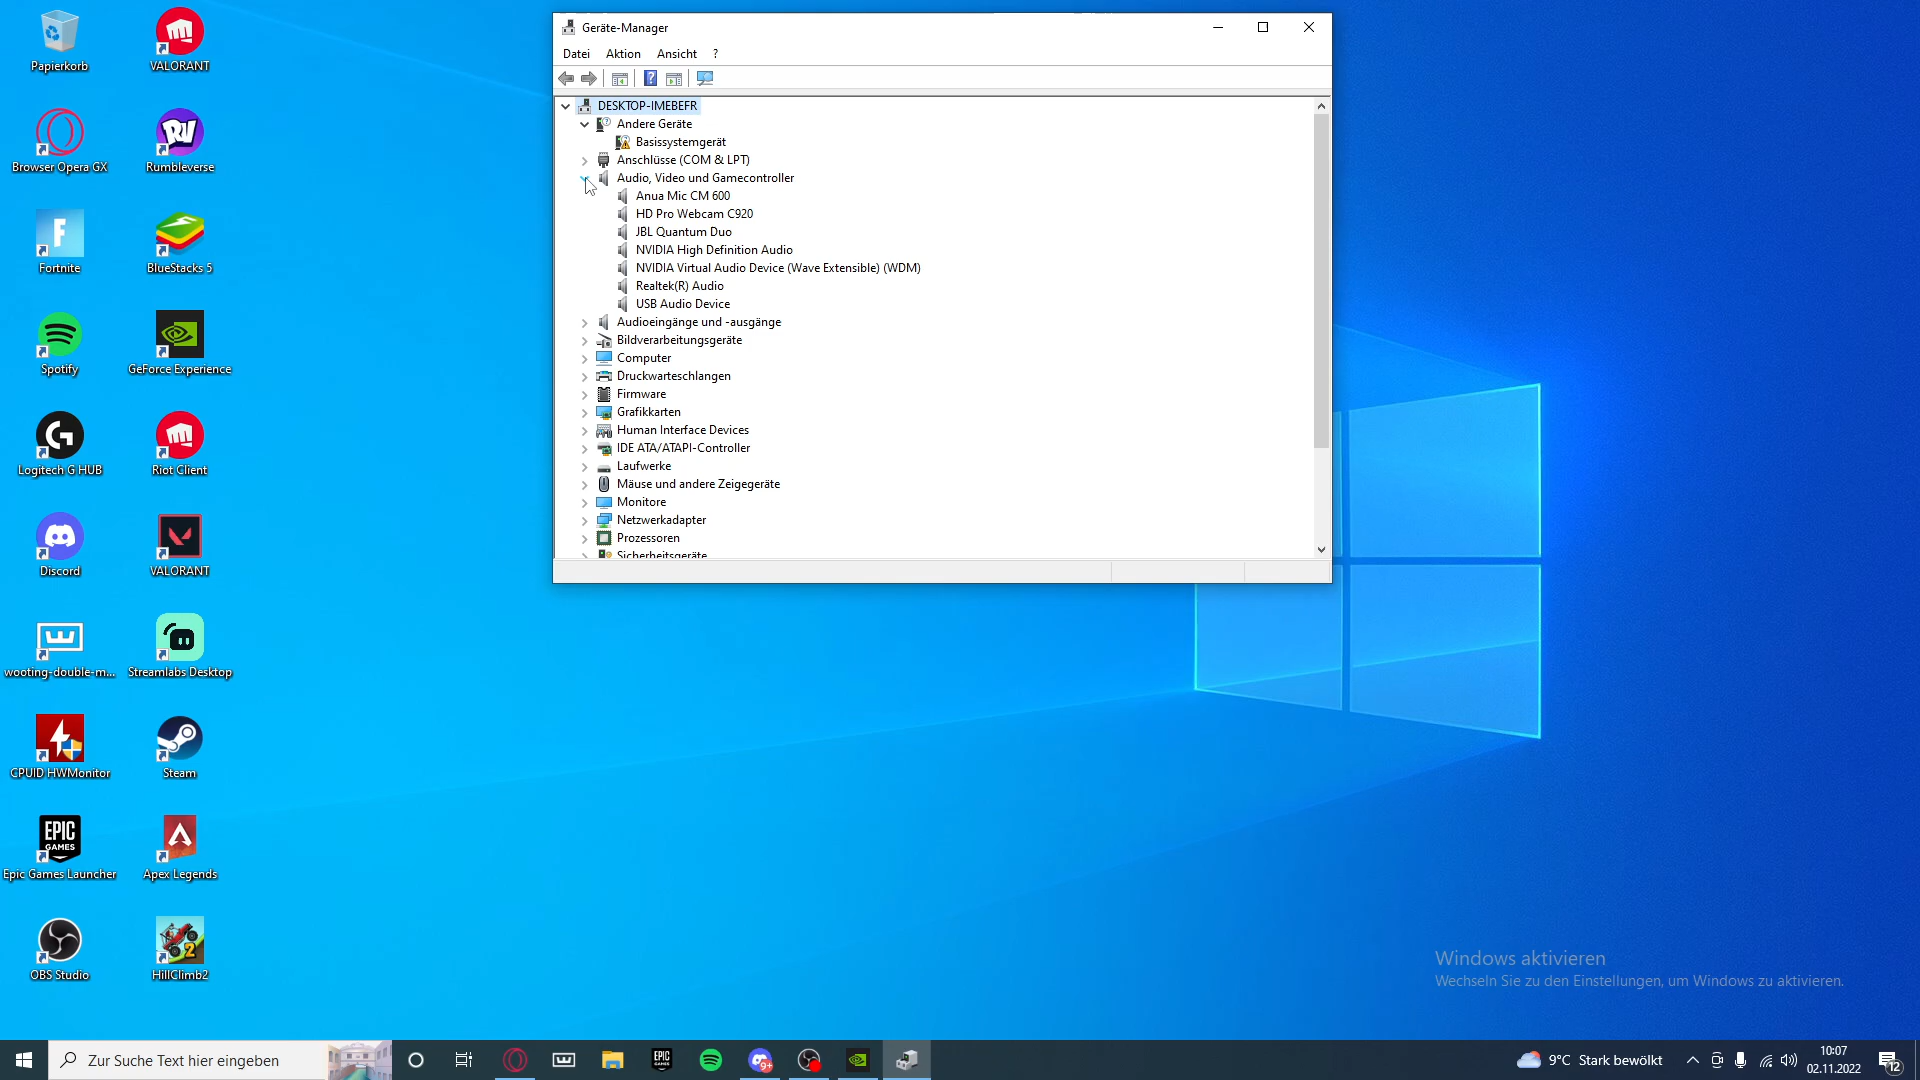 Papierkorb
VALORANT
Browser Opera GX
Rumbleverse
Fortnite
BlueStacks 5
Spotify
GeForce Experience
Logitech G HUB
Riot Client
Discord
VALORANT
wooting-double-m...
Streamlabs Desktop
CPUID HWMonitor
Steam
EPIC
GAMES
Epic Games Launcher
Apex Legends
OBS Studio
HillClimb2
Geräte-Manager
Datei Aktion Ansicht ?
DESKTOP-IMEBEFR
Andere Geräte
Basissystemgerät
Anschlüsse (COM & LPT)
Audio, Video und Gamecontroller
Anua Mic CM 600
HD Pro Webcam C920
JBL Quantum Duo
NVIDIA High Definition Audio
NVIDIA Virtual Audio Device (Wave Extensible) (WDM)
Realtek(R) Audio
USB Audio Device
Audioeingänge und -ausgänge
Bildverarbeitungsgeräte
Computer
Druckwarteschlangen
Firmware
Grafikkarten
Human Interface Devices
IDE ATA/ATAPI-Controller
Laufwerke
Mäuse und andere Zeigegeräte
Monitore
Netzwerkadapter
Prozessoren
Sicherheitsgeräte
Windows aktivieren
Wechseln Sie zu den Einstellungen, um Windows zu aktivieren.
Zur Suche Text hier eingeben
EPIC
9+
9°C Stark bewölkt
10:07
02.11.2022
12